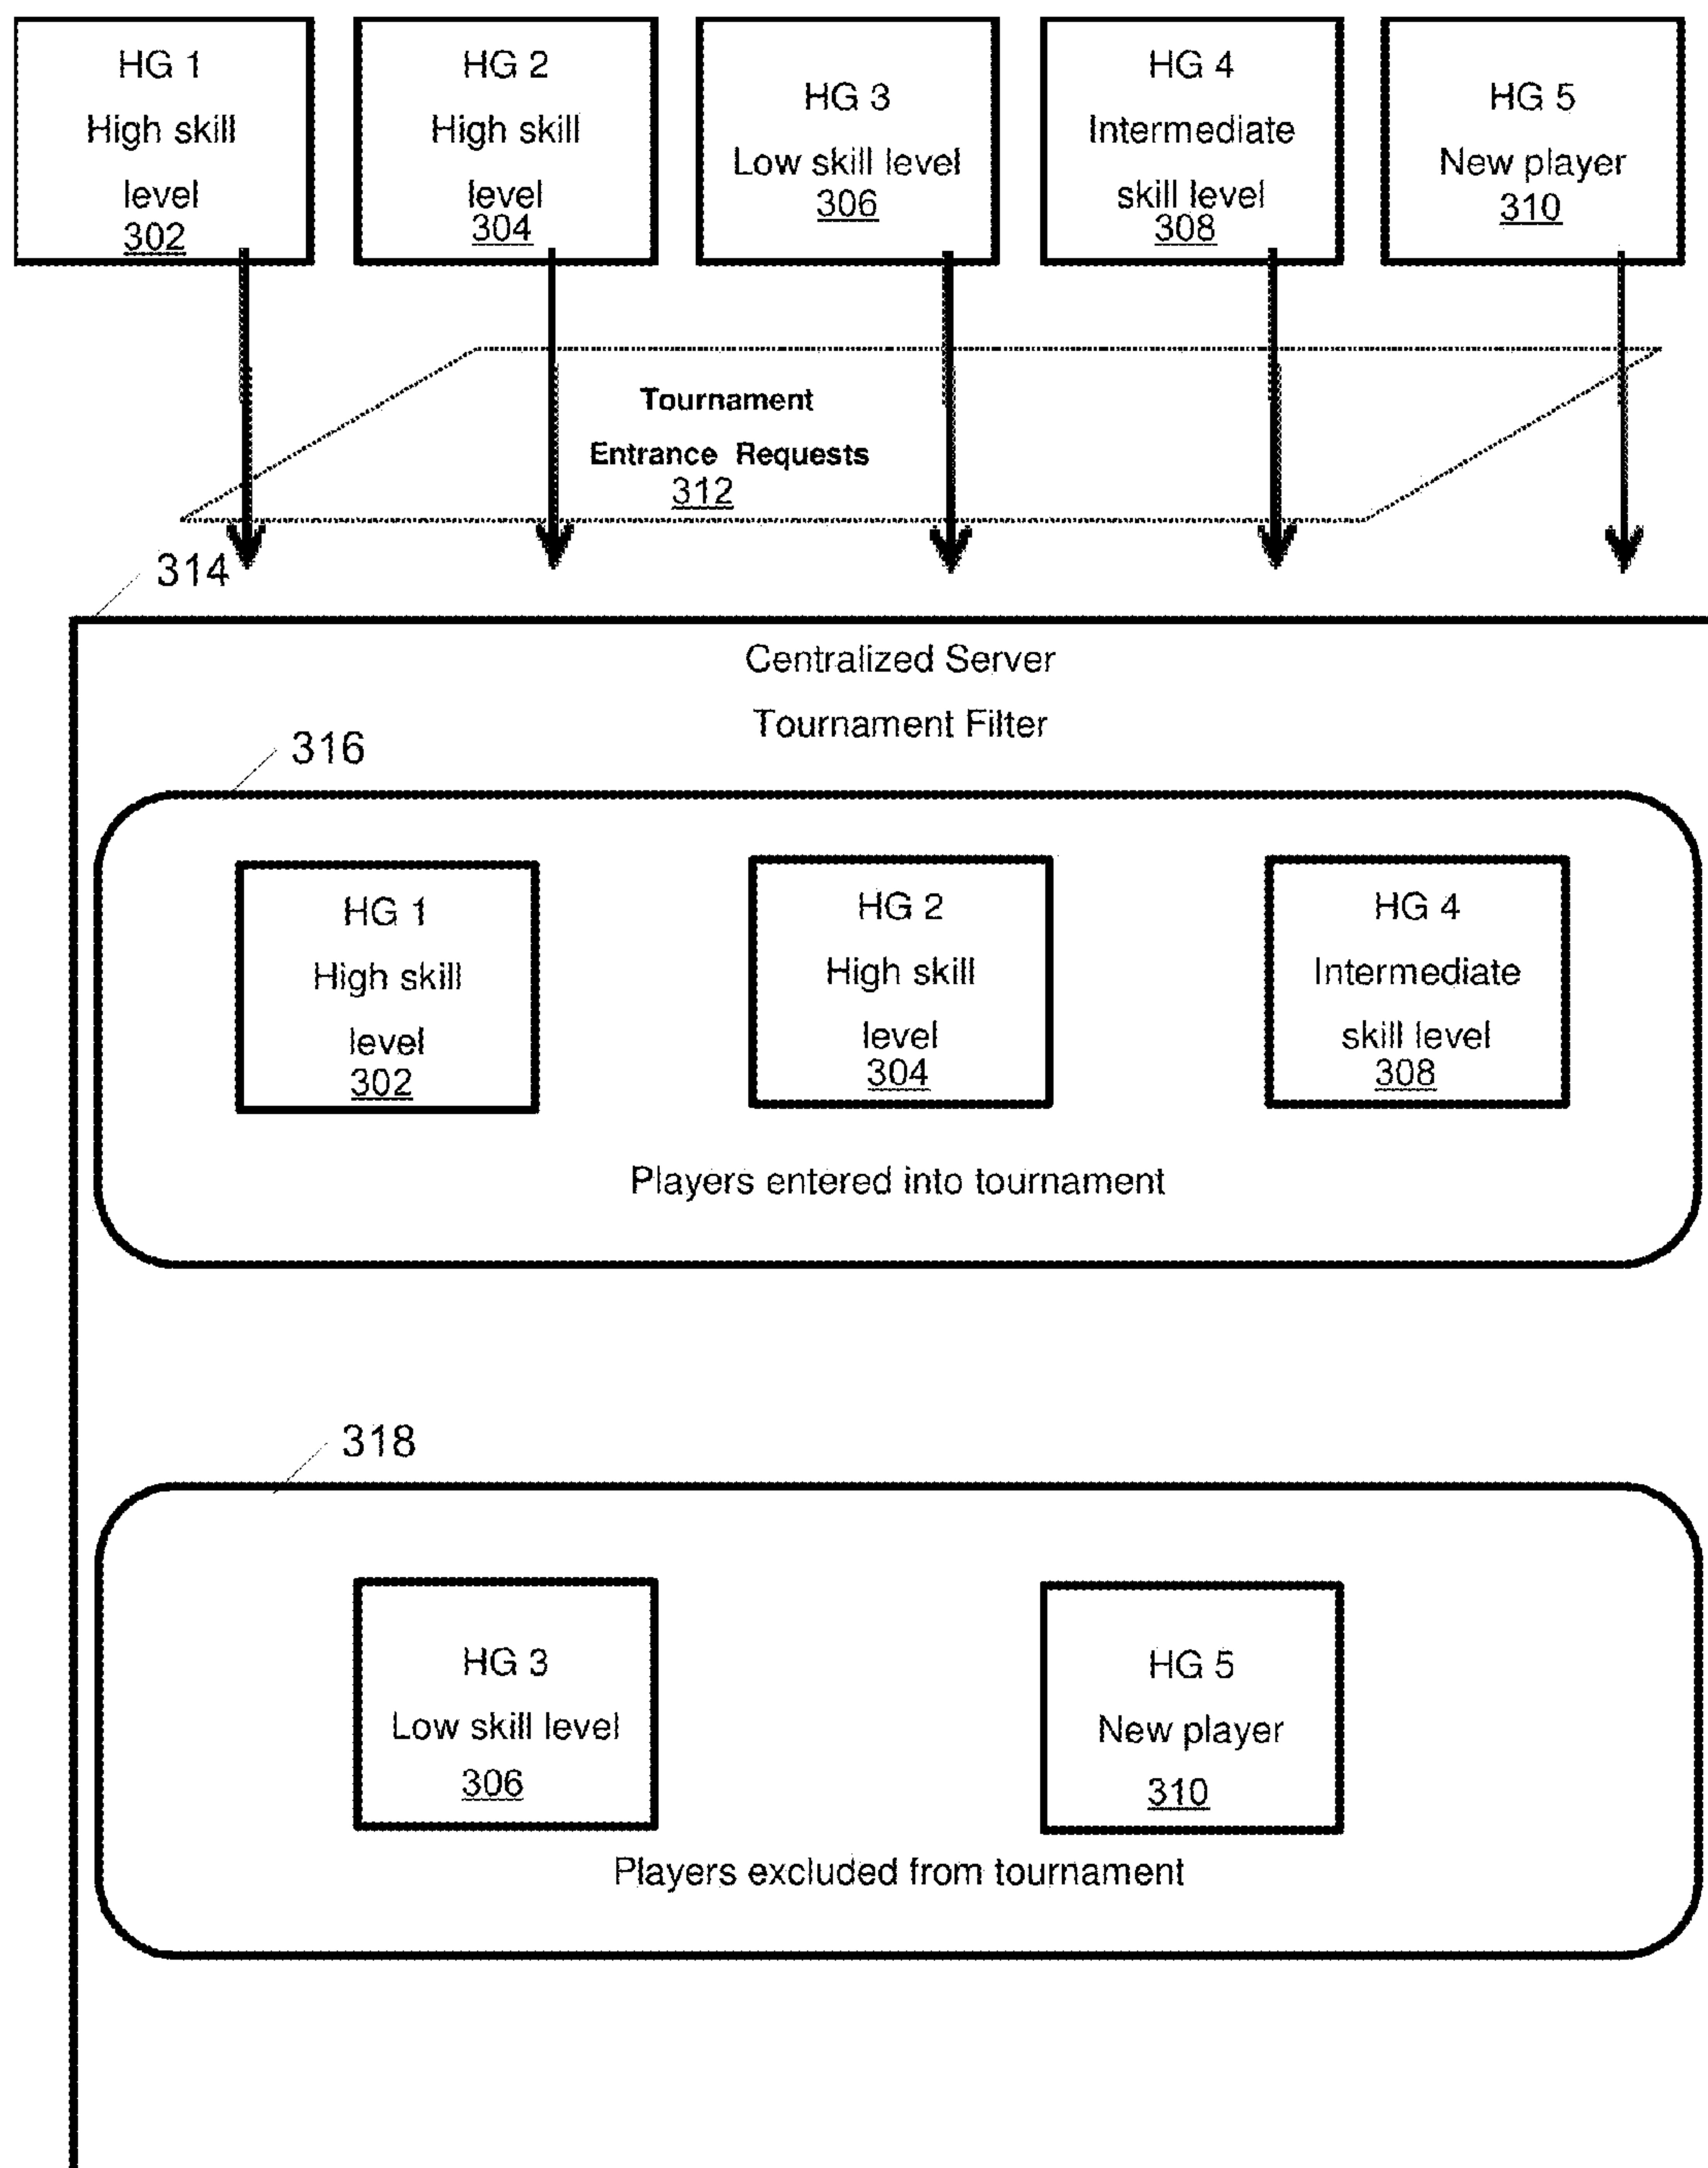 HG 1
High skill
level
302
HG 2
High skill
level
304
HG 3
Low skill level
306
HG 4
Intermediate
skill level
308
HG 5
New player
310
Tournament
Entrance Requests
312
314
Centralized Server
Tournament Filter
316
HG 1
High skill
level
302
HG 2
High skill
level
304
HG 4
Intermediate
skill level
308
Players entered into tournament
318
HG 3
Low skill level
306
HG 5
New player
310
Players excluded from tournament